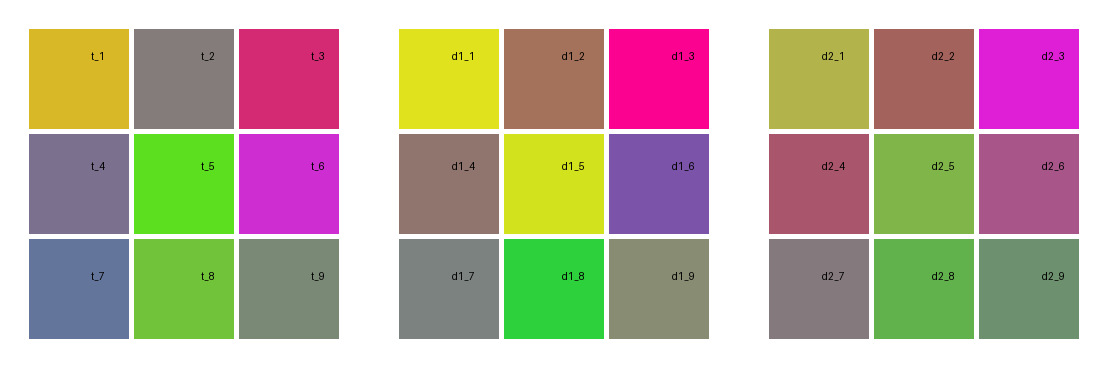 t_1 t_2 t_3 d1_1 d1_2 d1_3 d2_1 d2_2 d2_3
t_4 t_5 t_6 d1_4 d1_5 d1_6 d2_4 d2_5 d2_6
t_7 t_8 t_9 d1_7 d1_8 d1_9 d2_7 d2_8 d2_9